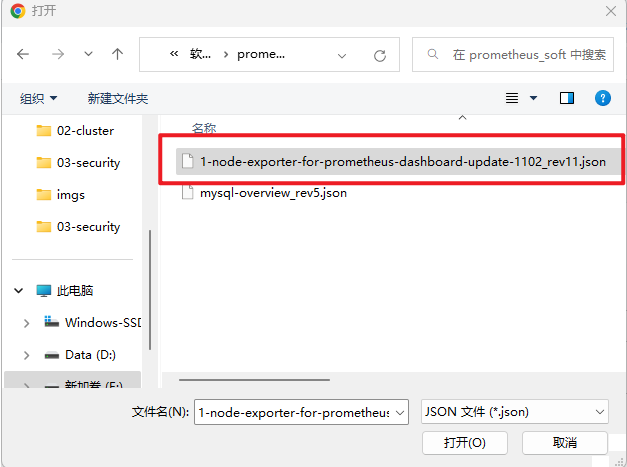 打开
« 软... › prome...
在 prometheus_soft 中搜索
组织 新建文件夹
名称
02-cluster
03-security
imgs
03-security
此电脑
Windows-SSD
Data (D:)
新加卷 (E:)
1-node-exporter-for-prometheus-dashboard-update-1102_rev11.json
mysql-overview_rev5.json
文件名(N):
1-node-exporter-for-prometheus
JSON 文件 (*.json)
打开(O)
取消